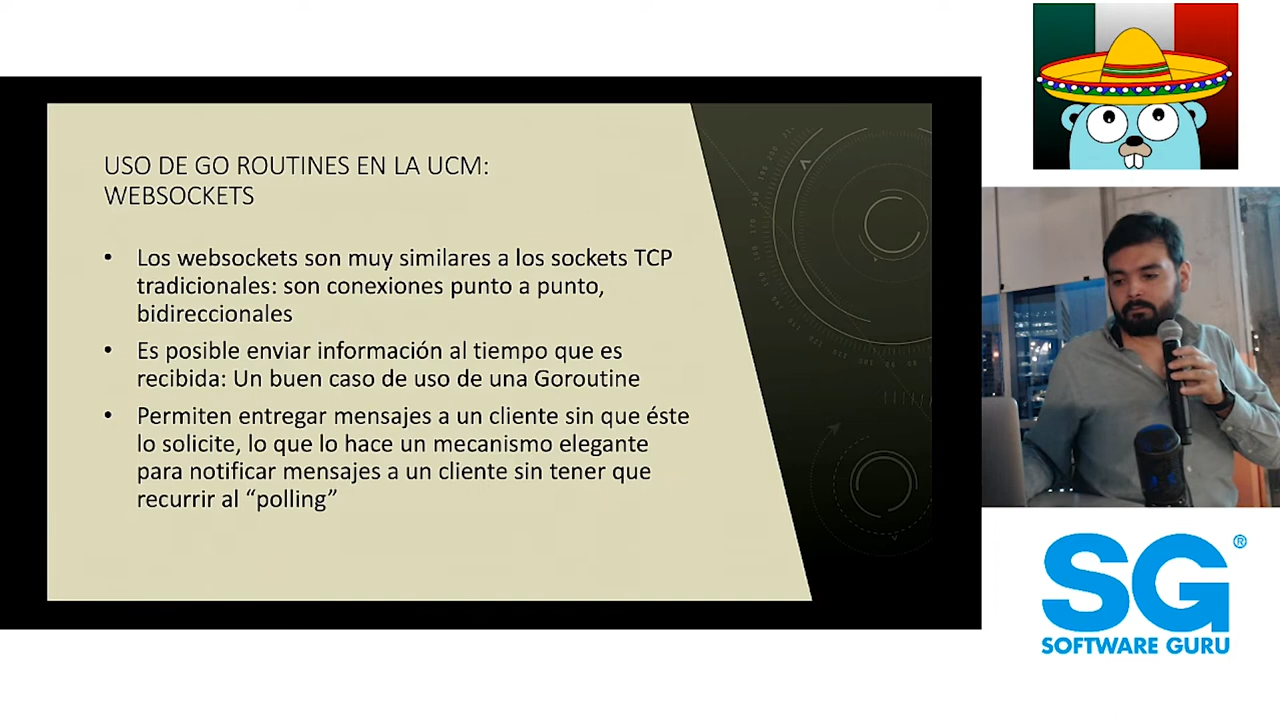 USO DE GO ROUTINES EN LA UCM:
WEBSOCKETS
• Los websockets son muy similares a los sockets TCP
tradicionales: son conexiones punto a punto,
bidireccionales
• Es posible enviar información al tiempo que es
recibida: Un buen caso de uso de una Goroutine
• Permiten entregar mensajes a un cliente sin que éste
lo solicite, lo que lo hace un mecanismo elegante
para notificar mensajes a un cliente sin tener que
recurrir al “polling”
SG®
SOFTWARE GURU